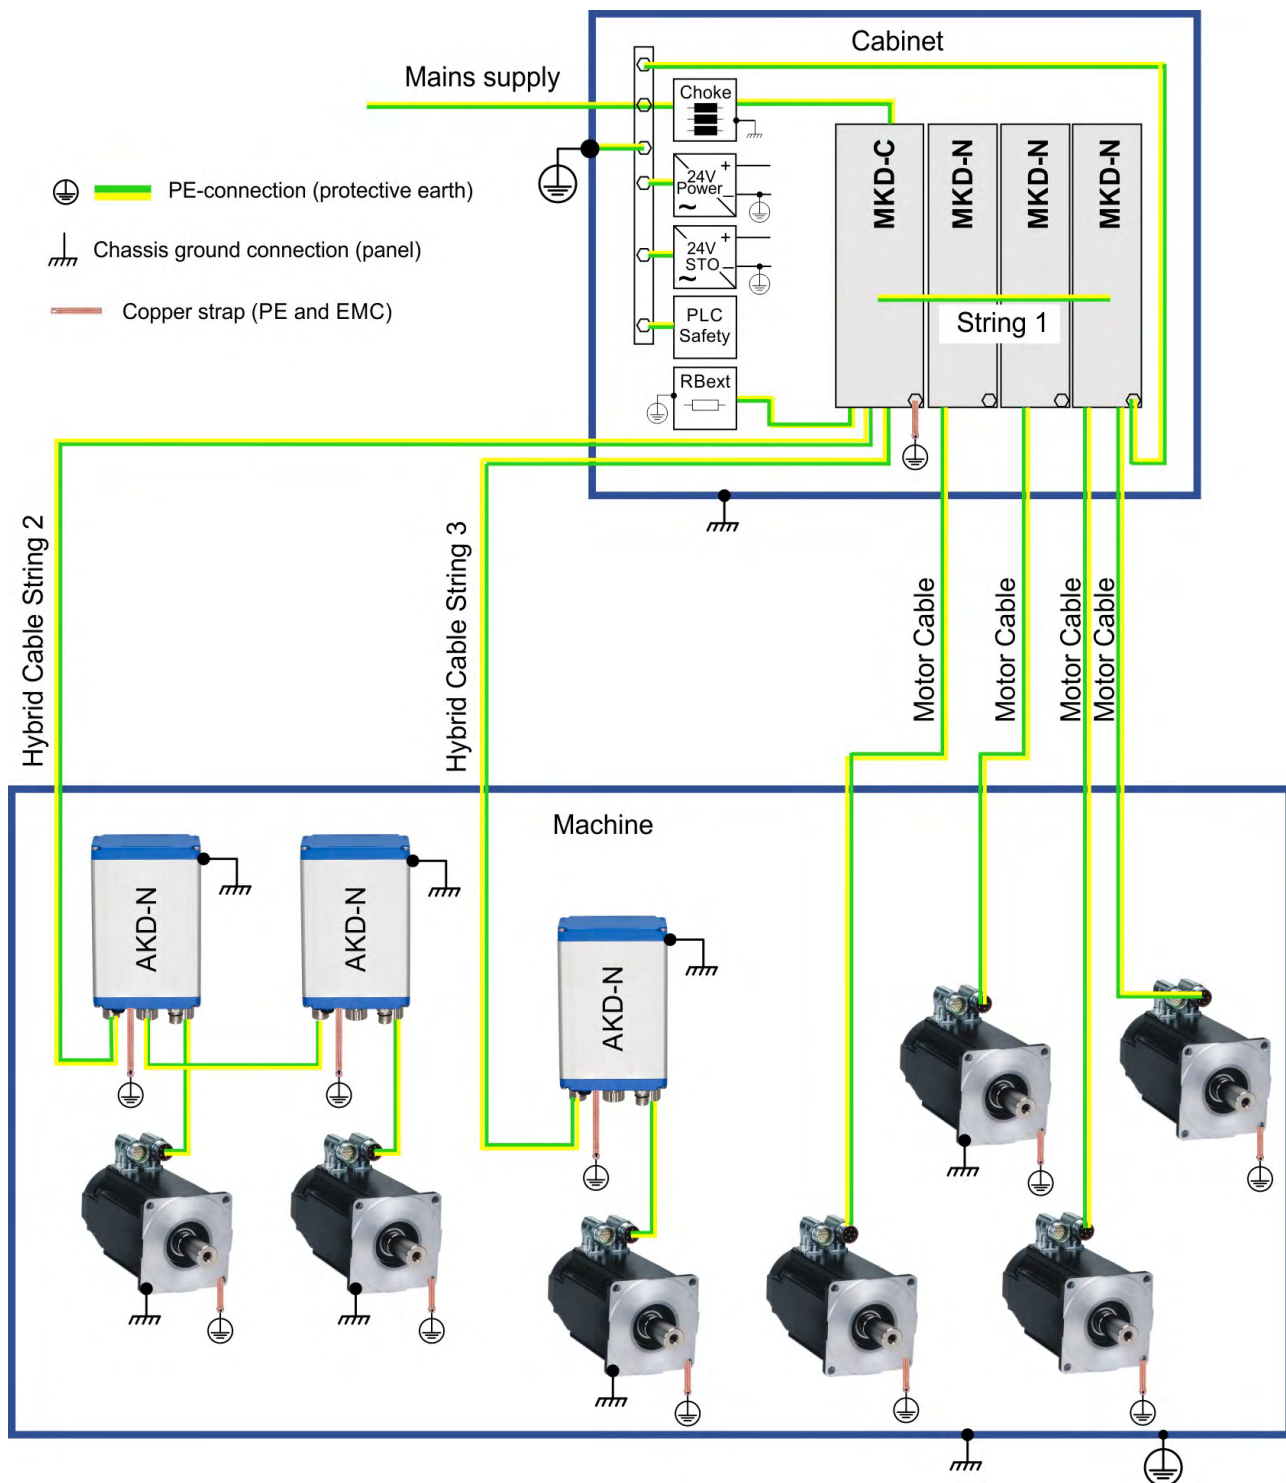 Cabinet
Mains supply
Choke
24V
Power
+
−
~
24V
STO
+
−
~
PLC
Safety
RBext
MKD-C
MKD-N
MKD-N
MKD-N
String 1
PE-connection (protective earth)
Chassis ground connection (panel)
Copper strap (PE and EMC)
Hybrid Cable String 2
Hybrid Cable String 3
Motor Cable
Motor Cable
Motor Cable
Motor Cable
Machine
AKD-N
AKD-N
AKD-N